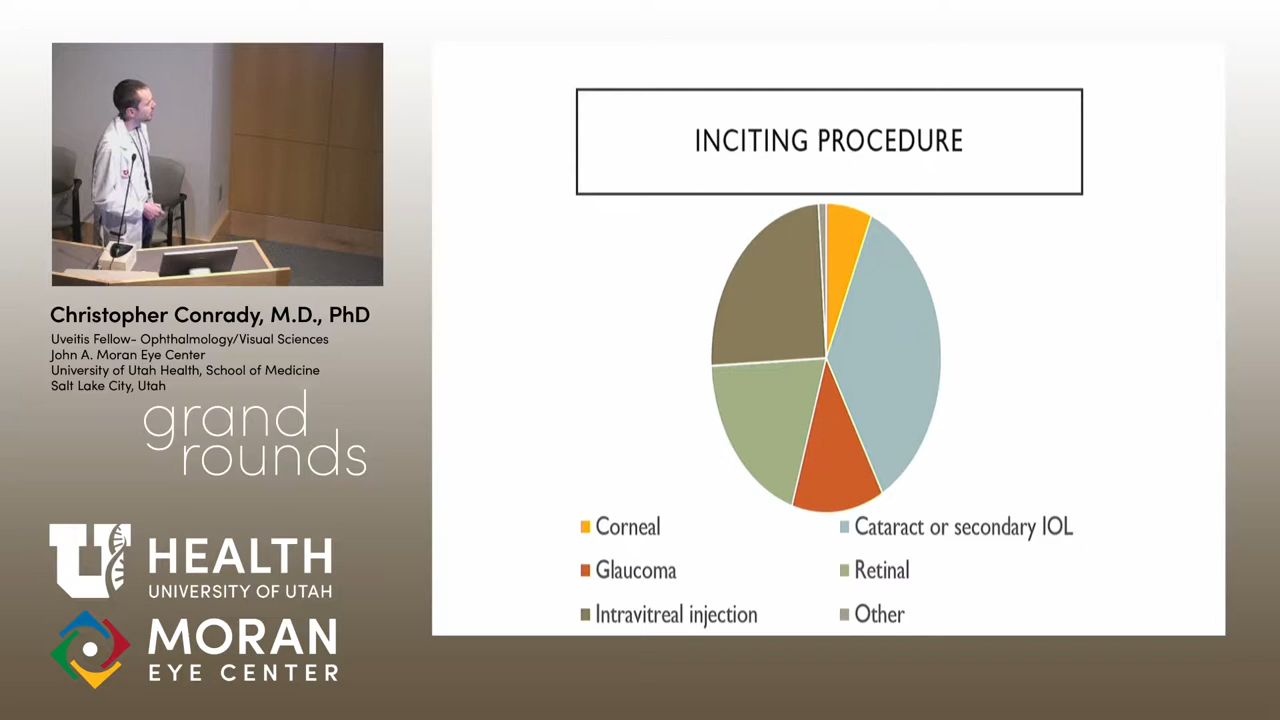 Christopher Conrady, M.D., PhD
Uveitis Fellow- Ophthalmology/Visual Sciences
John A. Moran Eye Center
University of Utah Health, School of Medicine
Salt Lake City, Utah
grand
rounds
U HEALTH
UNIVERSITY OF UTAH
MORAN
EYE CENTER
INCITING PROCEDURE
Corneal
Cataract or secondary IOL
Glaucoma
Retinal
Intravitreal injection
Other